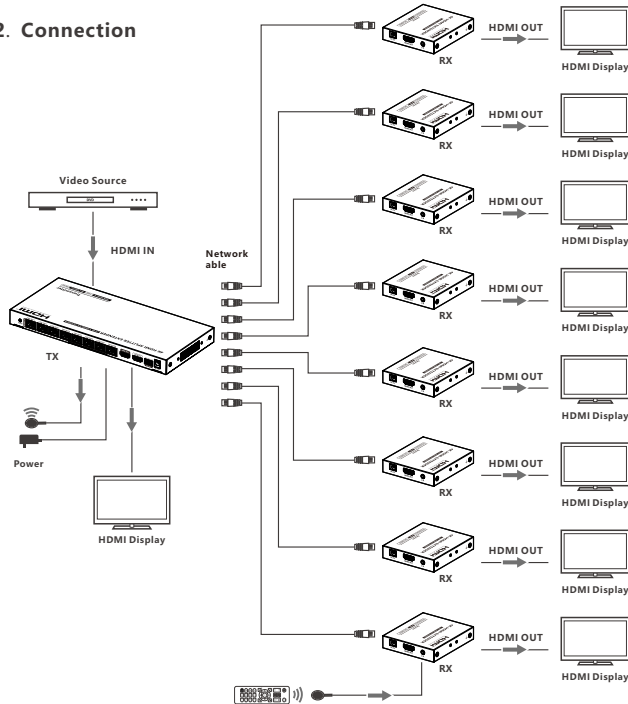 2. Connection
HDMI OUT
HDMI Display
RX
HDMI OUT
HDMI Display
RX
Video Source
DVD
HDMI OUT
HDMI Display
RX
HDMI IN
Network
able
HDMI OUT
HDMI Display
RX
HDMI
TX
HDMI OUT
HDMI Display
RX
Power
HDMI OUT
HDMI Display
RX
HDMI Display
HDMI OUT
HDMI Display
RX
HDMI OUT
HDMI Display
RX